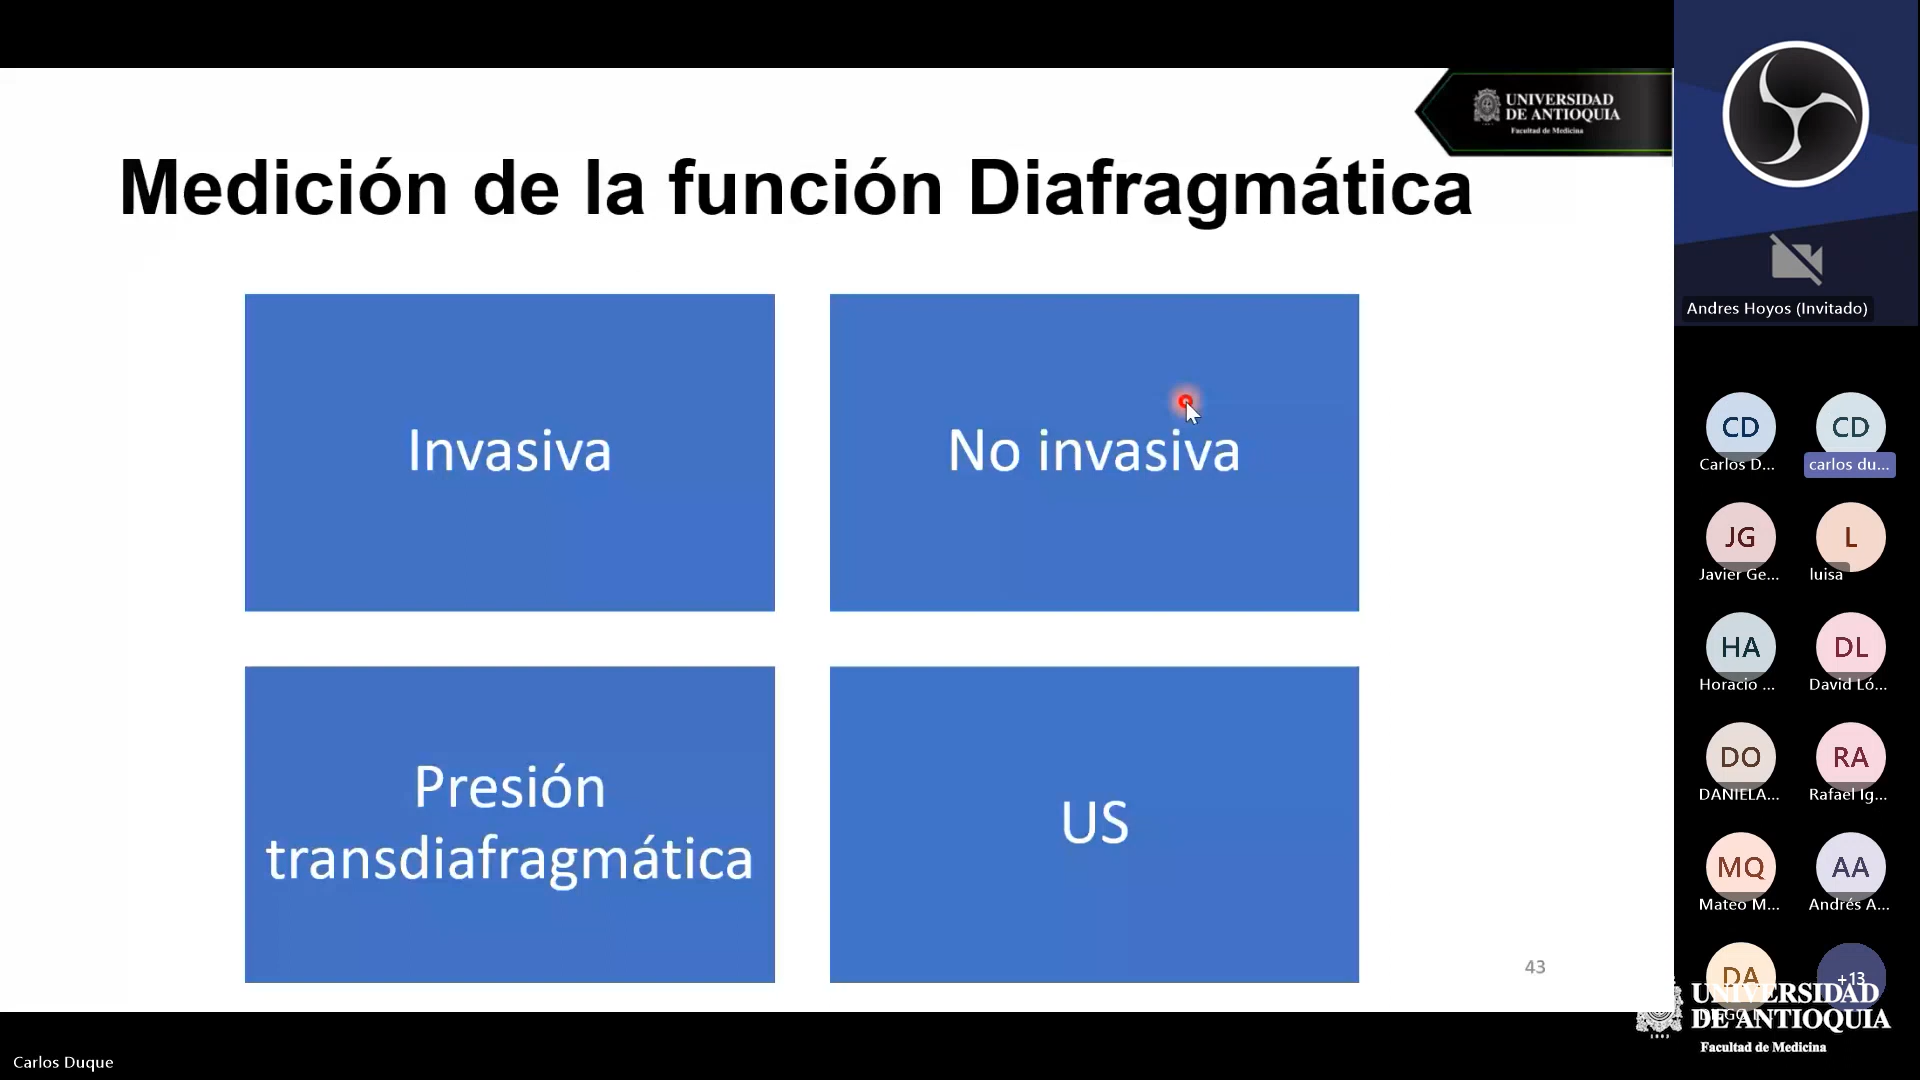 UNIVERSIDAD
DE ANTIOQUIA
Facultad de Medicina
Medición de la función Diafragmática
Invasiva
No invasiva
Presión
transdiafragmática
US
43
Andres Hoyos (Invitado)
CD
CD
Carlos D...
carlos du...
JG
L
Javier Ge...
luisa
HA
DL
Horacio ...
David Ló...
DO
RA
DANIELA...
Rafael Ig...
MQ
AA
Mateo M...
Andrés A...
DA
+13
UNIVERSIDAD
DE ANTIOQUIA
Facultad de Medicina
Carlos Duque